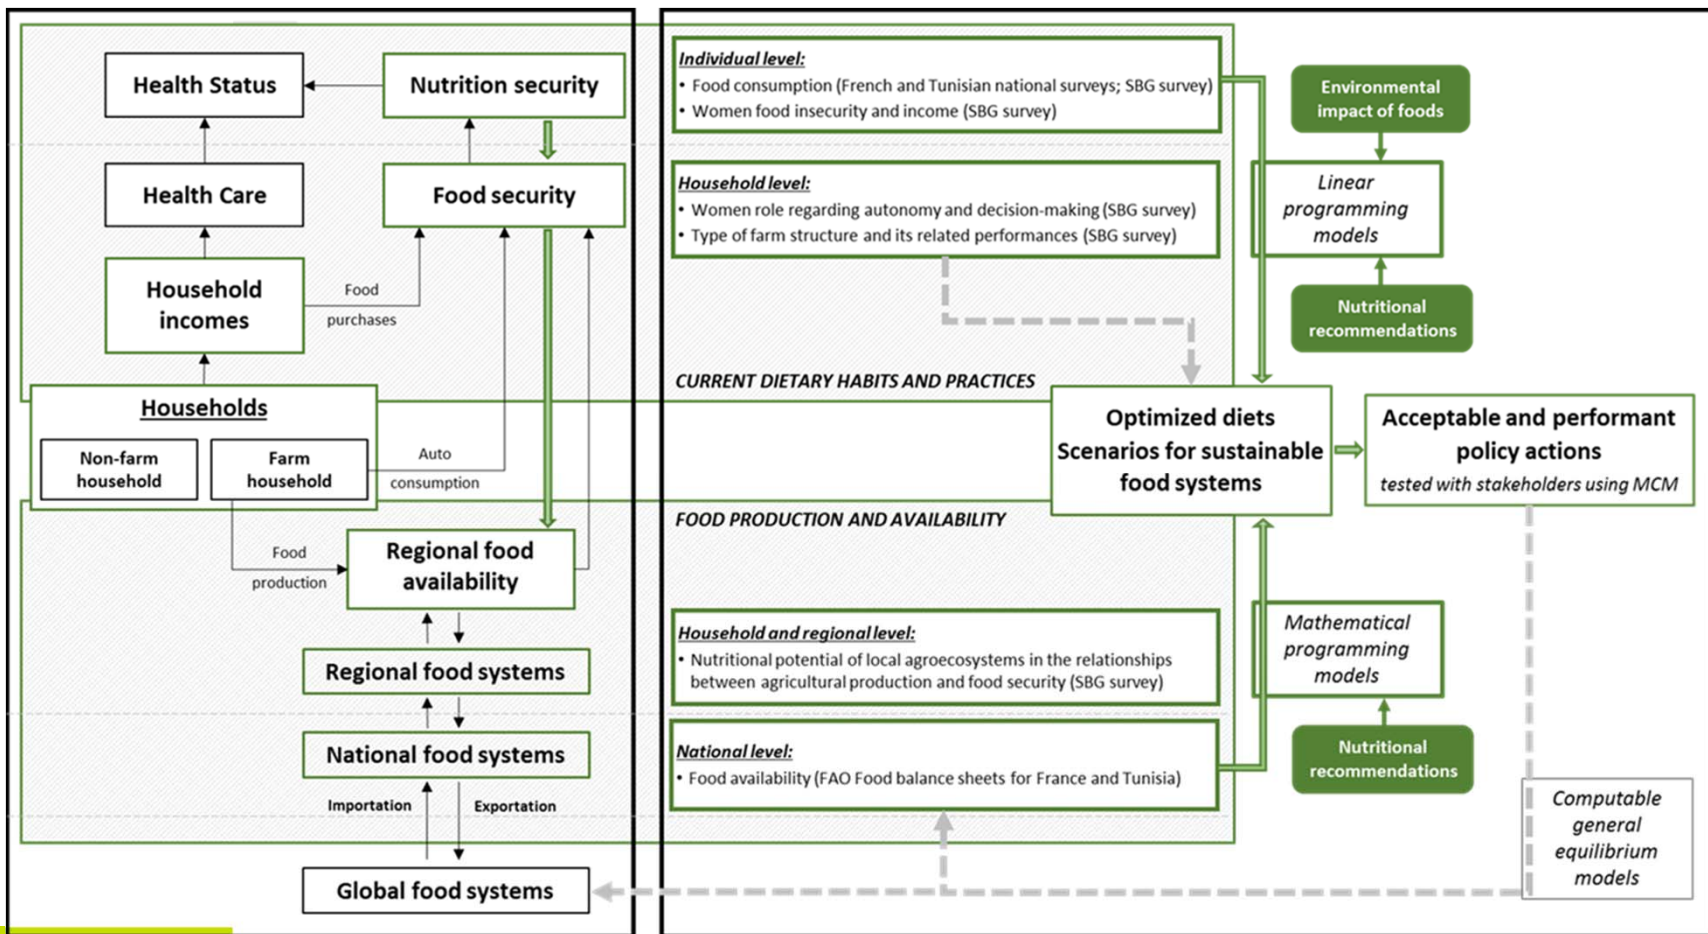 Health Status
Nutrition security
Health Care
Food security
Household
incomes
Food
purchases
Households
Non-farm
household
Farm
household
Auto
consumption
Food
production
Regional food
availability
Regional food systems
National food systems
Importation
Exportation
Global food systems
Individual level:
• Food consumption (French and Tunisian national surveys; SBG survey)
• Women food insecurity and income (SBG survey)
Household level:
• Women role regarding autonomy and decision-making (SBG survey)
• Type of farm structure and its related performances (SBG survey)
CURRENT DIETARY HABITS AND PRACTICES
FOOD PRODUCTION AND AVAILABILITY
Household and regional level:
• Nutritional potential of local agroecosystems in the relationships
between agricultural production and food security (SBG survey)
National level:
• Food availability (FAO Food balance sheets for France and Tunisia)
Environmental
impact of foods
Linear
programming
models
Nutritional
recommendations
Optimized diets
Scenarios for sustainable
food systems
Acceptable and performant
policy actions
tested with stakeholders using MCM
Mathematical
programming
models
Nutritional
recommendations
Computable
general
equilibrium
models